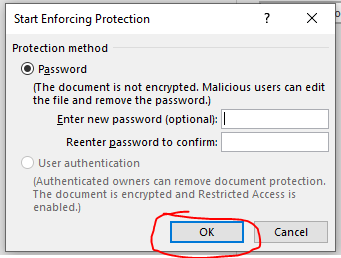 Start Enforcing Protection
Protection method
Password
(The document is not encrypted. Malicious users can edit
the file and remove the password.)
Enter new password (optional):
Reenter password to confirm:
User authentication
(Authenticated owners can remove document protection.
The document is encrypted and Restricted Access is
enabled.)
OK Cancel